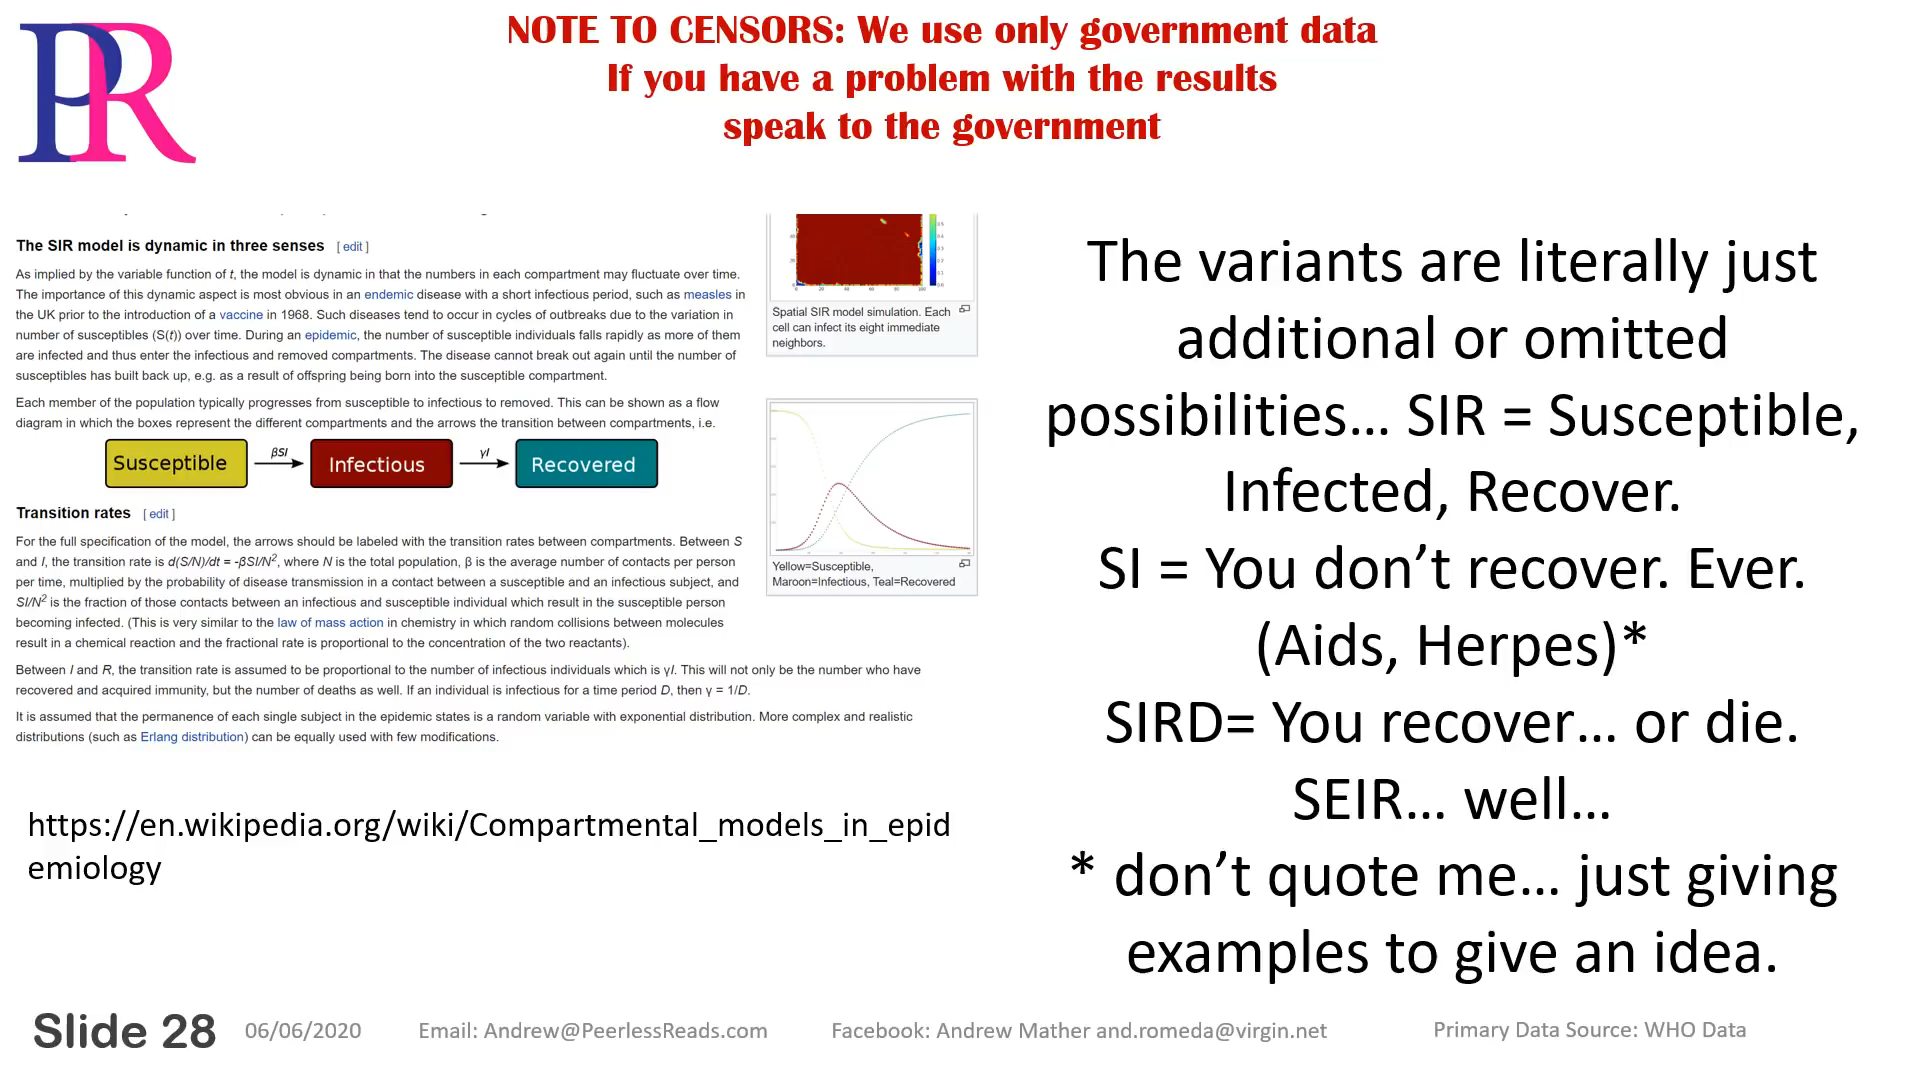 PR
NOTE TO CENSORS: We use only government data
If you have a problem with the results
speak to the government
The SIR model is dynamic in three senses [ edit ]
As implied by the variable function of t, the model is dynamic in that the numbers in each compartment may fluctuate over time.
The importance of this dynamic aspect is most obvious in an endemic disease with a short infectious period, such as measles in
the UK prior to the introduction of a vaccine in 1968. Such diseases tend to occur in cycles of outbreaks due to the variation in
number of susceptibles (S(t)) over time. During an epidemic, the number of susceptible individuals falls rapidly as more of them
are infected and thus enter the infectious and removed compartments. The disease cannot break out again until the number of
susceptibles has built back up, e.g. as a result of offspring being born into the susceptible compartment.
Each member of the population typically progresses from susceptible to infectious to removed. This can be shown as a flow
diagram in which the boxes represent the different compartments and the arrows the transition between compartments, i.e.
Susceptible βSI Infectious γI Recovered
Transition rates [ edit ]
For the full specification of the model, the arrows should be labeled with the transition rates between compartments. Between S
and I, the transition rate is d(S/N)/dt = -βSI/N², where N is the total population, β is the average number of contacts per person
per time, multiplied by the probability of disease transmission in a contact between a susceptible and an infectious subject, and
SI/N² is the fraction of those contacts between an infectious and susceptible individual which result in the susceptible person
becoming infected. (This is very similar to the law of mass action in chemistry in which random collisions between molecules
result in a chemical reaction and the fractional rate is proportional to the concentration of the two reactants).
Between I and R, the transition rate is assumed to be proportional to the number of infectious individuals which is γI. This will not only be the number who have
recovered and acquired immunity, but the number of deaths as well. If an individual is infectious for a time period D, then γ = 1/D.
It is assumed that the permanence of each single subject in the epidemic states is a random variable with exponential distribution. More complex and realistic
distributions (such as Erlang distribution) can be equally used with few modifications.
Spatial SIR model simulation. Each
cell can infect its eight immediate
neighbors.
Yellow=Susceptible,
Maroon=Infectious, Teal=Recovered
https://en.wikipedia.org/wiki/Compartmental_models_in_epid
emiology
The variants are literally just
additional or omitted
possibilities… SIR = Susceptible,
Infected, Recover.
SI = You don’t recover. Ever.
(Aids, Herpes)*
SIRD= You recover… or die.
SEIR… well…
* don’t quote me… just giving
examples to give an idea.
Slide 28 06/06/2020 Email: Andrew@PeerlessReads.com Facebook: Andrew Mather and.romeda@virgin.net Primary Data Source: WHO Data